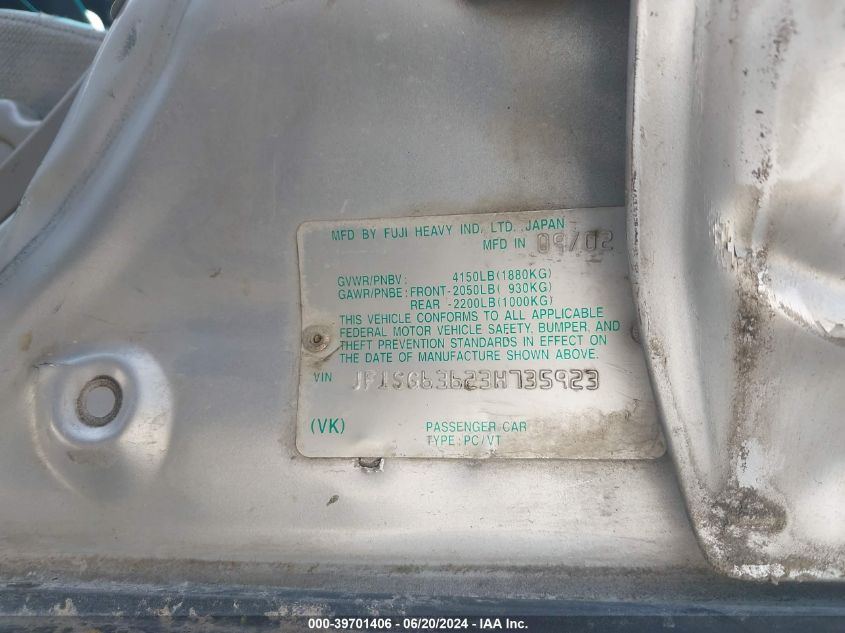 MFD BY FUJI HEAVY IND. LTD. JAPAN
MFD IN 09/02
GVWR/PNBV: 4150LB(1880KG)
GAWR/PNBE: FRONT-2050LB( 930KG)
REAR -2200LB(1000KG)
THIS VEHICLE CONFORMS TO ALL APPLICABLE
FEDERAL MOTOR VEHICLE SAFETY, BUMPER, AND
THEFT PREVENTION STANDARDS IN EFFECT ON
THE DATE OF MANUFACTURE SHOWN ABOVE.
VIN JF1SG63623H735923
(VK) PASSENGER CAR
TYPE: PC/VT
000-39701406 - 06/20/2024 - IAA Inc.